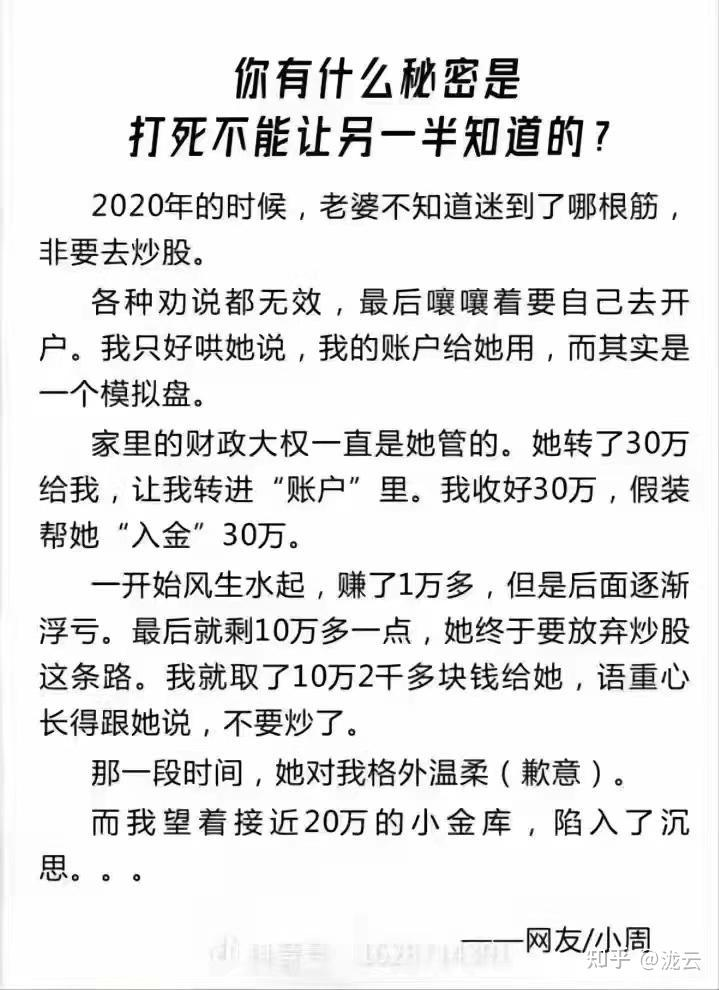 你有什么秘密是
打死不能让另一半知道的？
2020年的时候，老婆不知道迷到了哪根筋，
非要去炒股。
各种劝说都无效，最后嚷嚷着要自己去开
户。我只好哄她说，我的账户给她用，而其实是
一个模拟盘。
家里的财政大权一直是她管的。她转了30万
给我，让我转进“账户”里。我收好30万，假装
帮她“入金”30万。
一开始风生水起，赚了1万多，但是后面逐渐
浮亏。最后就剩10万多一点，她终于要放弃炒股
这条路。我就取了10万2千多块钱给她，语重心
长得跟她说，不要炒了。
那一段时间，她对我格外温柔（歉意）。
而我望着接近20万的小金库，陷入了沉
思。。。
——网友/小周
知乎 @泷云